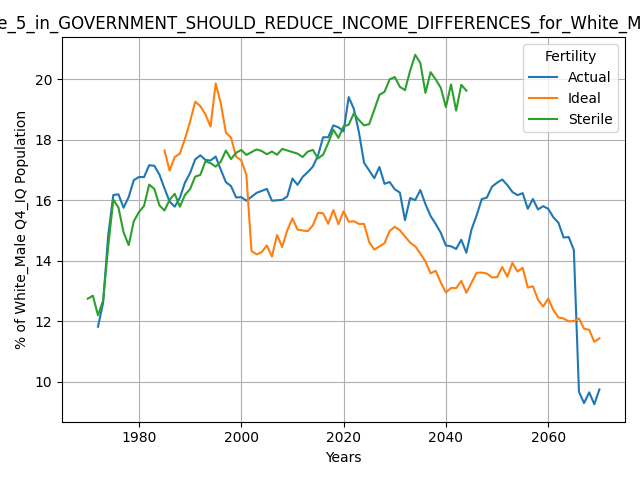 e_5_in_GOVERNMENT_SHOULD_REDUCE_INCOME_DIFFERENCES_for_White_M
% of White_Male Q4_IQ Population
20
18
16
14
12
10
1980
2000
2020
2040
2060
Years
Fertility
Actual
Ideal
Sterile